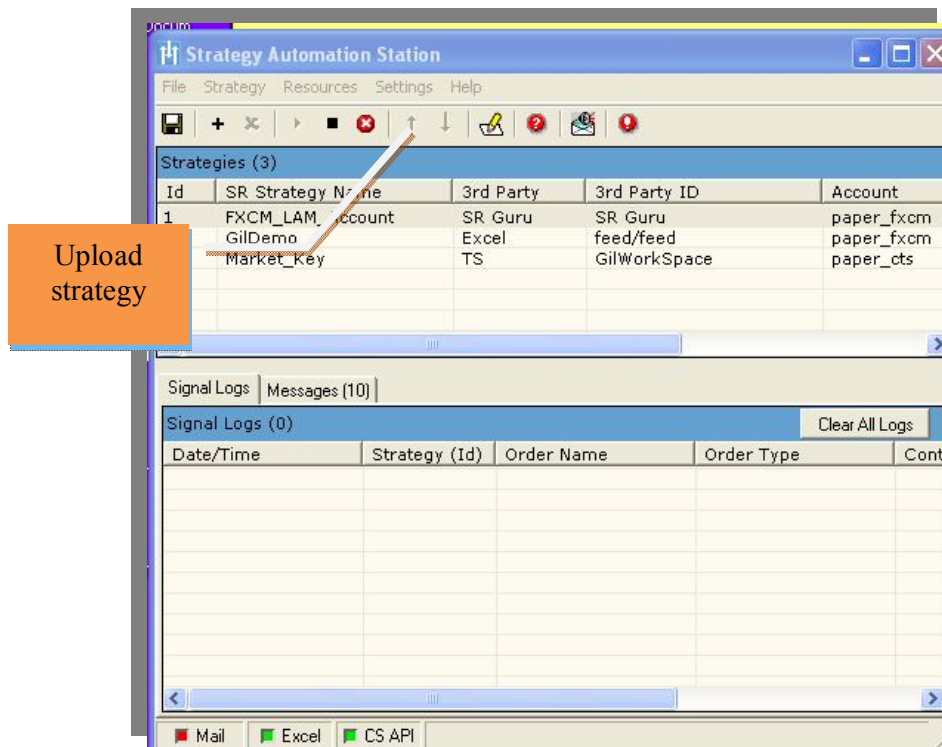 Docum
Strategy Automation Station
File Strategy Resources Settings Help
Strategies (3)
Id SR Strategy Name 3rd Party 3rd Party ID Account
1 FXCM_LAM_Account SR Guru SR Guru paper_fxcm
GilDemo Excel feed/feed paper_fxcm
Market_Key TS GilWorkSpace paper_cts
Upload
strategy
Signal Logs Messages (10)
Signal Logs (0) Clear All Logs
Date/Time Strategy (Id) Order Name Order Type Cont
Mail Excel CS API